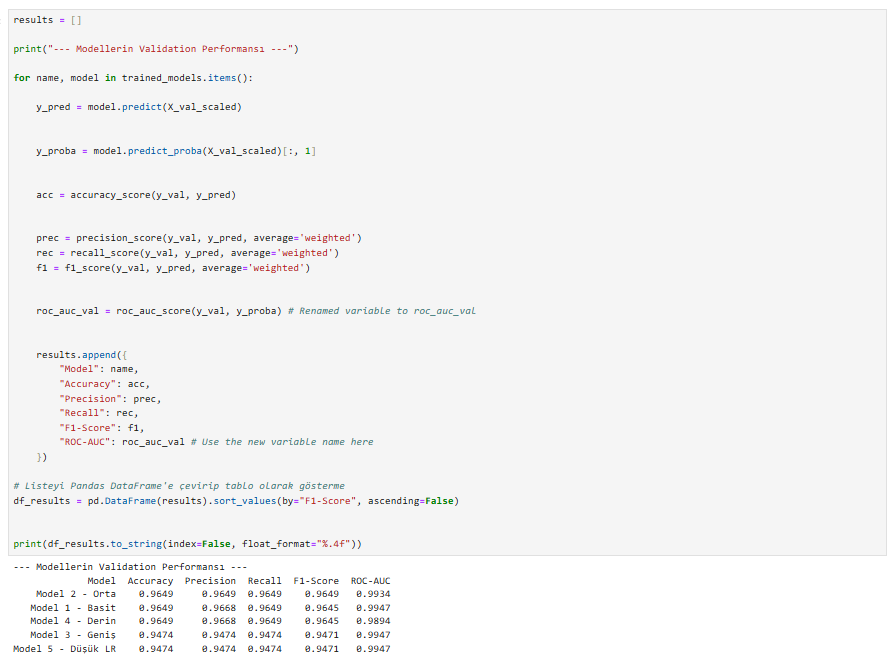 results = []
print("--- Modellerin Validation Performansı ---")
for name, model in trained_models.items():
    y_pred = model.predict(X_val_scaled)
    y_proba = model.predict_proba(X_val_scaled)[:, 1]
    acc = accuracy_score(y_val, y_pred)
    prec = precision_score(y_val, y_pred, average='weighted')
    rec = recall_score(y_val, y_pred, average='weighted')
    f1 = f1_score(y_val, y_pred, average='weighted')
    roc_auc_val = roc_auc_score(y_val, y_proba) # Renamed variable to roc_auc_val
    results.append({
        "Model": name,
        "Accuracy": acc,
        "Precision": prec,
        "Recall": rec,
        "F1-Score": f1,
        "ROC-AUC": roc_auc_val # Use the new variable name here
    })
# Listeyi Pandas DataFrame'e çevirip tablo olarak gösterme
df_results = pd.DataFrame(results).sort_values(by="F1-Score", ascending=False)
print(df_results.to_string(index=False, float_format="%.4f"))
--- Modellerin Validation Performansı ---
Model Accuracy Precision Recall F1-Score ROC-AUC
Model 2 - Orta 0.9649 0.9649 0.9649 0.9649 0.9934
Model 1 - Basit 0.9649 0.9668 0.9649 0.9645 0.9947
Model 4 - Derin 0.9649 0.9668 0.9649 0.9645 0.9894
Model 3 - Geniş 0.9474 0.9474 0.9474 0.9471 0.9947
Model 5 - Düşük LR 0.9474 0.9474 0.9474 0.9471 0.9947